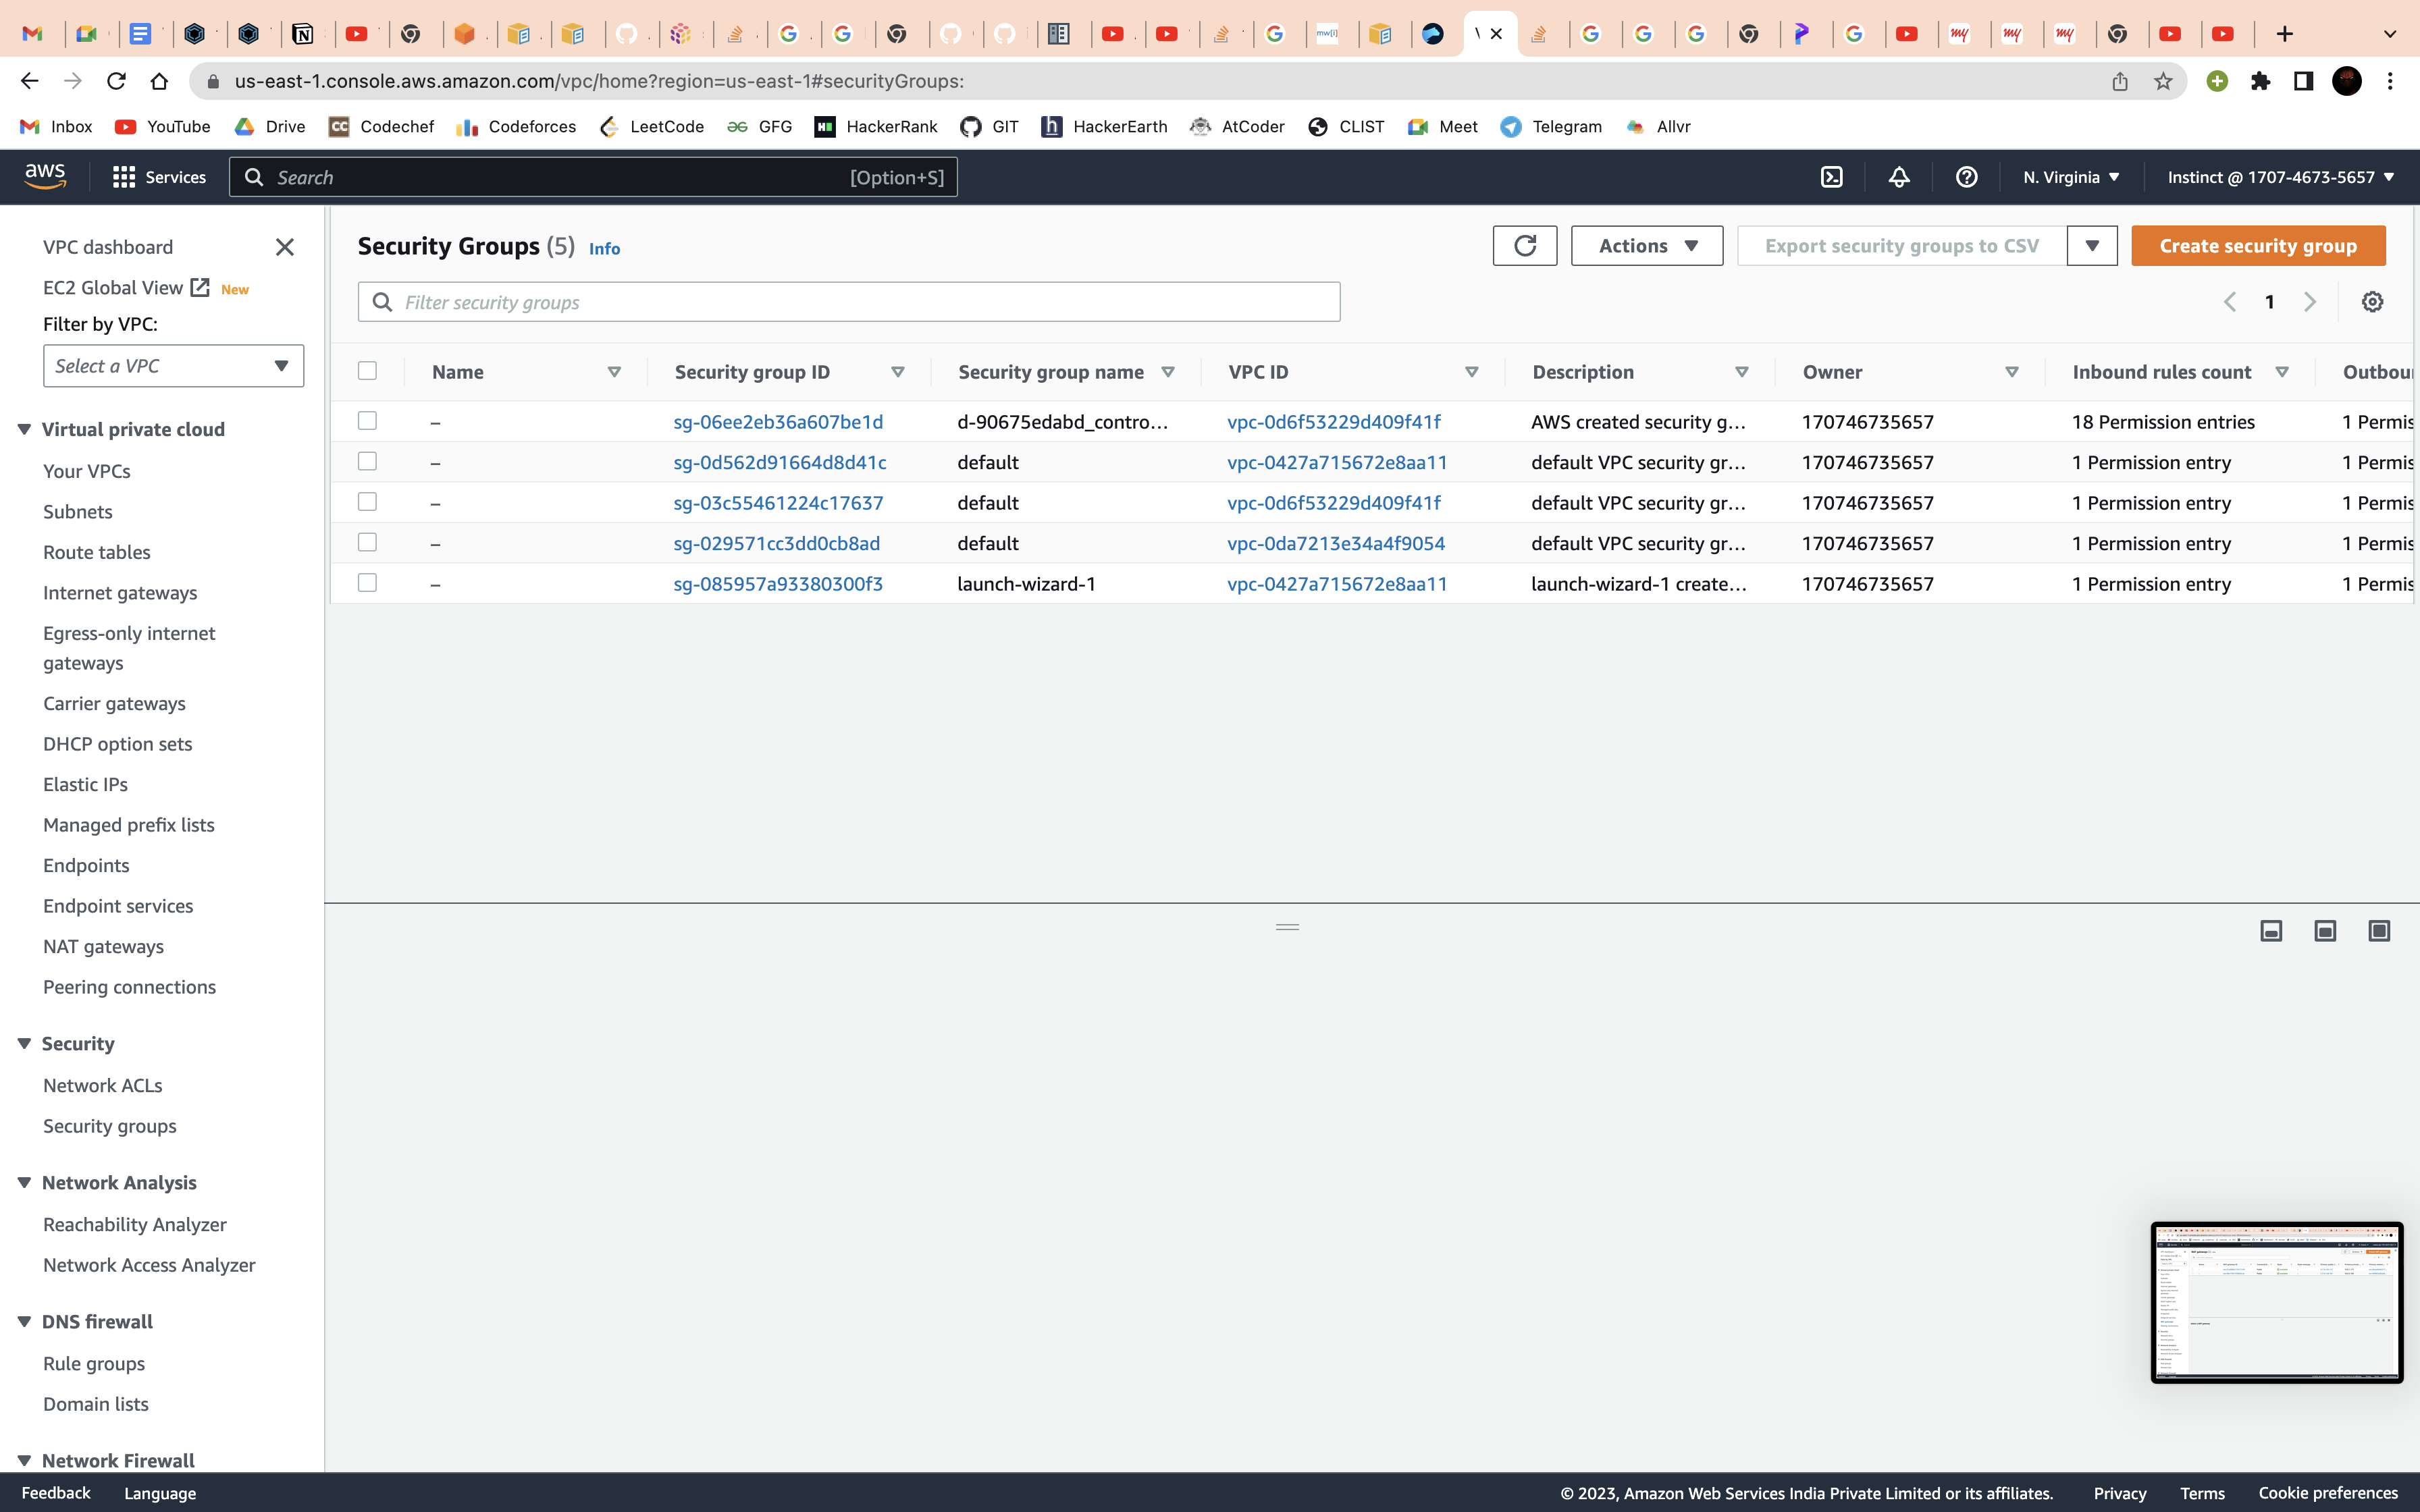 us-east-1.console.aws.amazon.com/vpc/home?region=us-east-1#securityGroups:
Inbox YouTube Drive Codechef Codeforces LeetCode GFG HackerRank GIT HackerEarth AtCoder CLIST Meet Telegram Allvr
aws Services Search [Option+S] N. Virginia Instinct @ 1707-4673-5657
VPC dashboard
EC2 Global View New
Filter by VPC:
Select a VPC
Virtual private cloud
Your VPCs
Subnets
Route tables
Internet gateways
Egress-only internet
gateways
Carrier gateways
DHCP option sets
Elastic IPs
Managed prefix lists
Endpoints
Endpoint services
NAT gateways
Peering connections
Security
Network ACLs
Security groups
Network Analysis
Reachability Analyzer
Network Access Analyzer
DNS firewall
Rule groups
Domain lists
Network Firewall
Security Groups (5) Info
Actions Export security groups to CSV Create security group
Filter security groups
1
Name Security group ID Security group name VPC ID Description Owner Inbound rules count Outbou
– sg-06ee2eb36a607be1d d-90675edabd_contro... vpc-0d6f53229d409f41f AWS created security g... 170746735657 18 Permission entries 1 Permis
– sg-0d562d91664d8d41c default vpc-0427a715672e8aa11 default VPC security gr... 170746735657 1 Permission entry 1 Permis
– sg-03c55461224c17637 default vpc-0d6f53229d409f41f default VPC security gr... 170746735657 1 Permission entry 1 Permis
– sg-029571cc3dd0cb8ad default vpc-0da7213e34a4f9054 default VPC security gr... 170746735657 1 Permission entry 1 Permis
– sg-085957a93380300f3 launch-wizard-1 vpc-0427a715672e8aa11 launch-wizard-1 create... 170746735657 1 Permission entry 1 Permis
Feedback Language © 2023, Amazon Web Services India Private Limited or its affiliates. Privacy Terms Cookie preferences